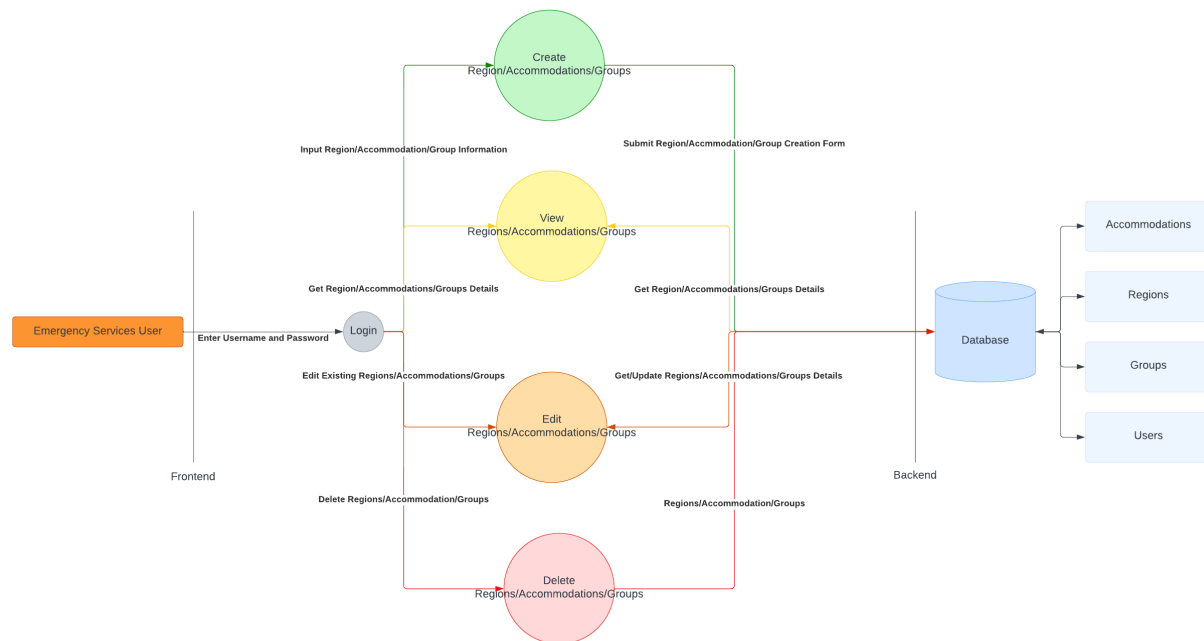 Create
Region/Accommodations/Groups
Input Region/Accommodation/Group Information
Submit Region/Accmmodation/Group Creation Form
View
Regions/Accommodations/Groups
Accommodations
Get Region/Accommodations/Groups Details
Get Region/Accommodations/Groups Details
Regions
Emergency Services User
Enter Username and Password
Login
Database
Edit Existing Regions/Accommodations/Groups
Get/Update Regions/Accommodations/Groups Details
Groups
Edit
Regions/Accommodations/Groups
Users
Frontend
Backend
Delete Regions/Accommodation/Groups
Regions/Accommodation/Groups
Delete
Regions/Accommodations/Groups